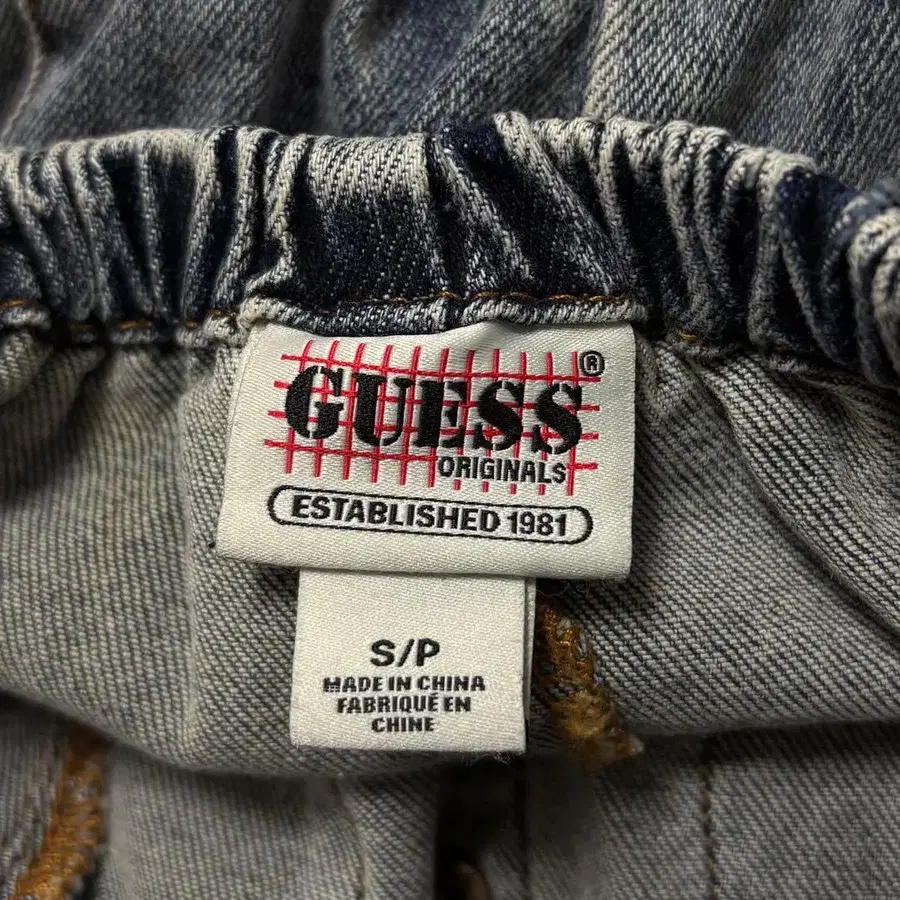 GUESS®
ORIGINALS
ESTABLISHED 1981
S/P
MADE IN CHINA
FABRIQUÉ EN
CHINE